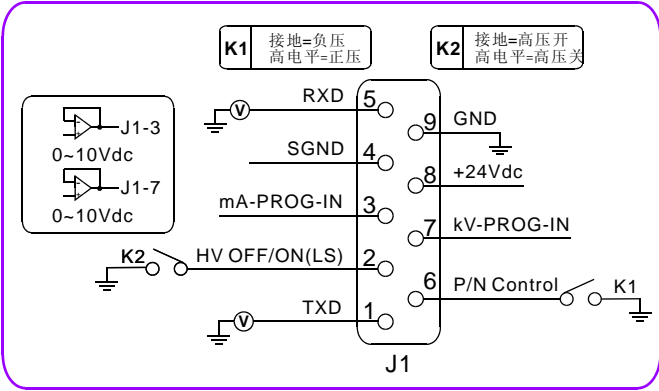 K1
接地=负压
高电平=正压
K2
接地=高压开
高电平=高压关
RXD
5
V
9
GND
J1-3
0~10Vdc
J1-7
0~10Vdc
SGND
4
8
+24Vdc
mA-PROG-IN
3
7
kV-PROG-IN
K2
HV OFF/ON(LS)
2
6
P/N Control
K1
TXD
1
V
J1